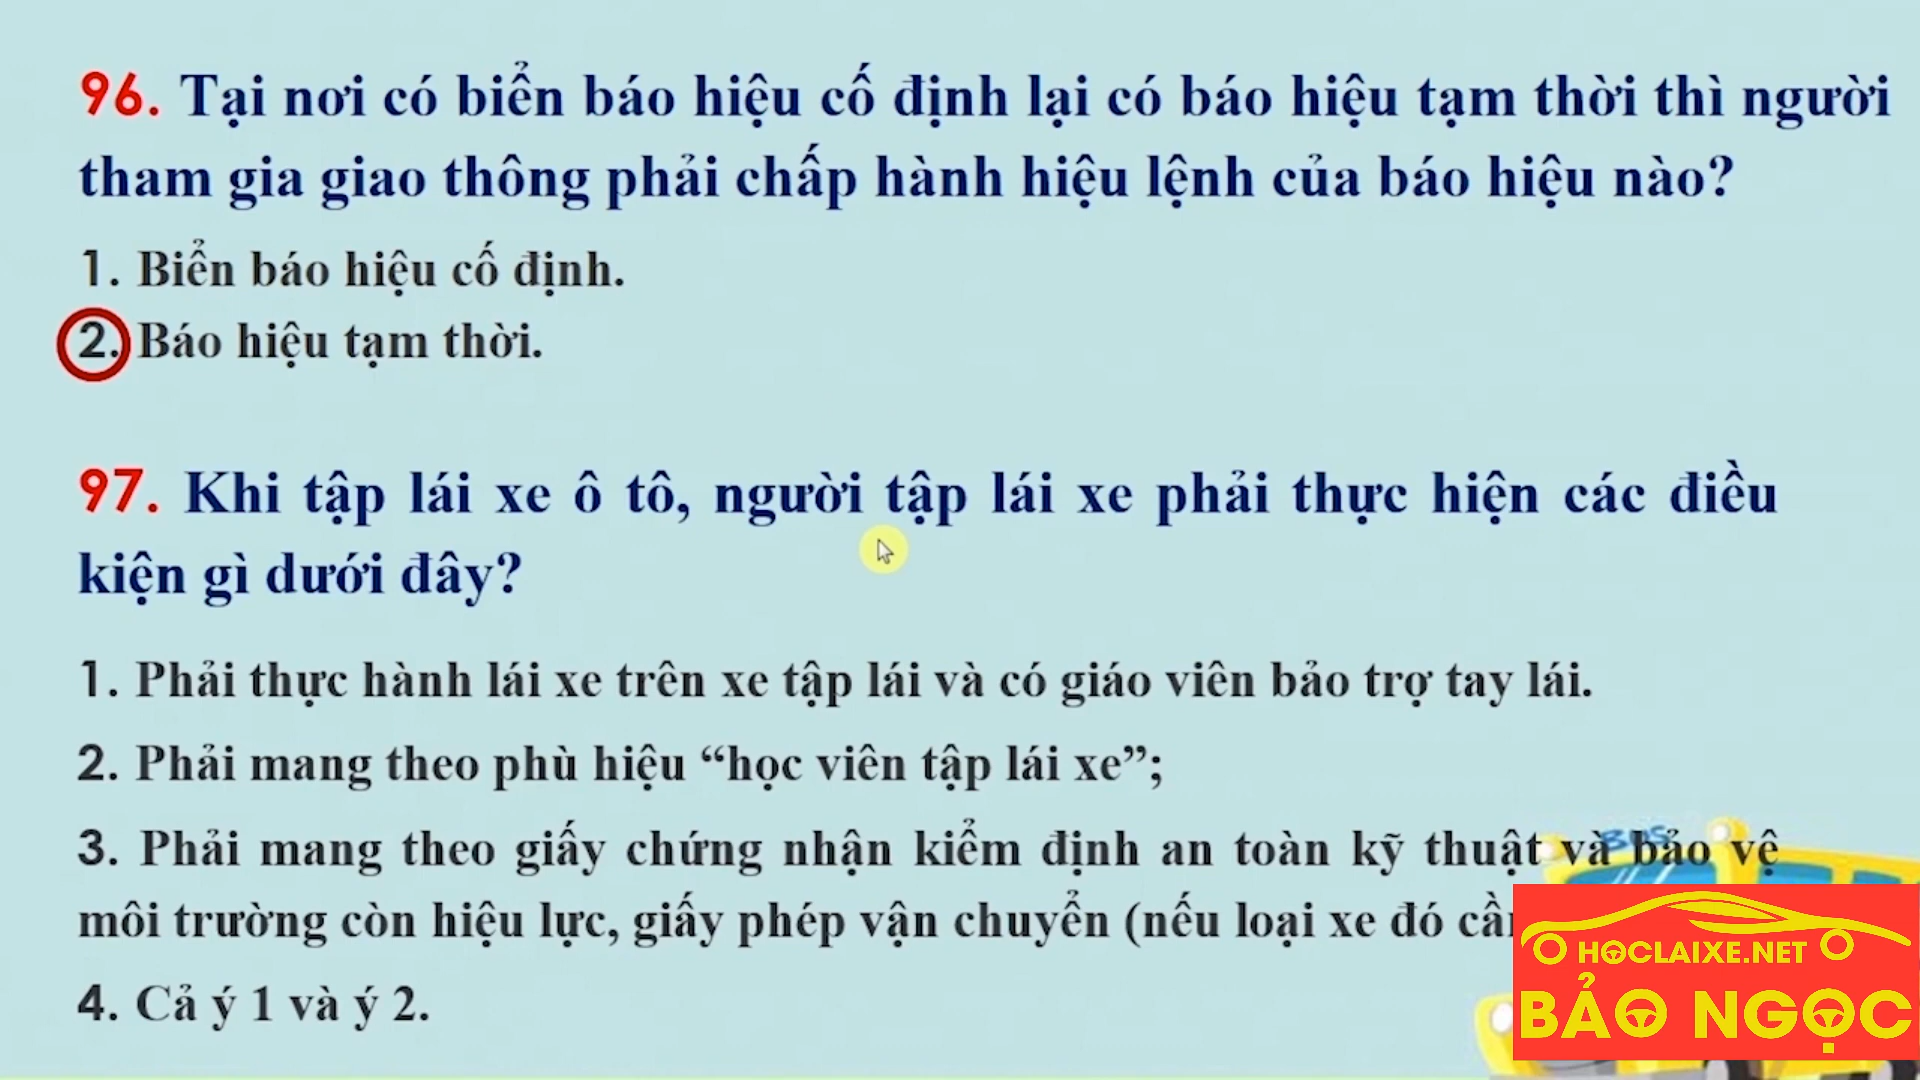 96. Tại nơi có biển báo hiệu cố định lại có báo hiệu tạm thời thì người
tham gia giao thông phải chấp hành hiệu lệnh của báo hiệu nào?
1. Biển báo hiệu cố định.
2. Báo hiệu tạm thời.
97. Khi tập lái xe ô tô, người tập lái xe phải thực hiện các điều
kiện gì dưới đây?
1. Phải thực hành lái xe trên xe tập lái và có giáo viên bảo trợ tay lái.
2. Phải mang theo phù hiệu “học viên tập lái xe”;
3. Phải mang theo giấy chứng nhận kiểm định an toàn kỹ thuật và bảo vệ
môi trường còn hiệu lực, giấy phép vận chuyển (nếu loại xe đó
4. Cả ý 1 và ý 2.
BUS
HOCLAIXE.NET
BẢO NGỌC